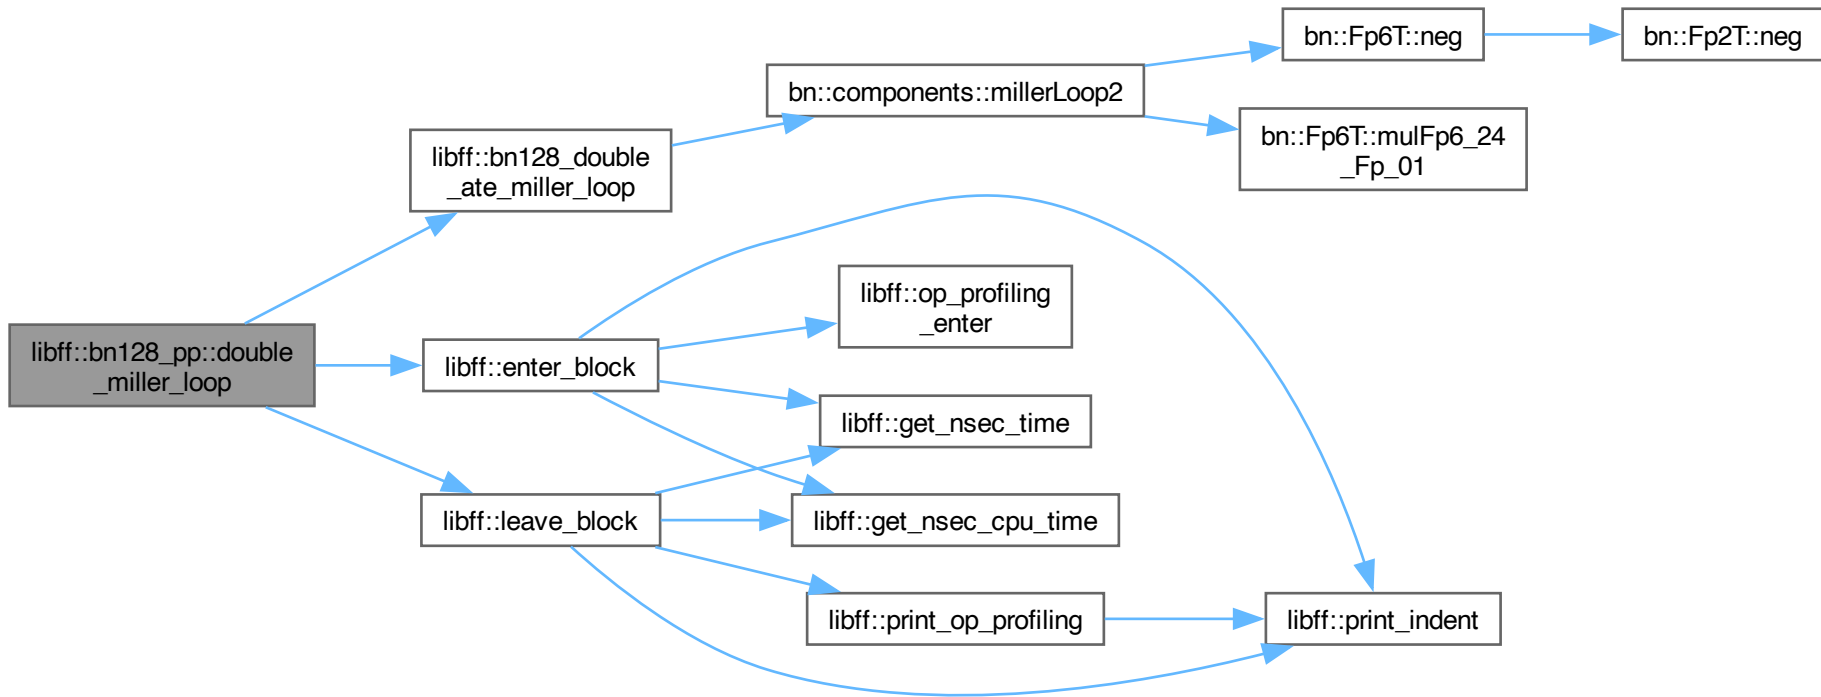 bn::Fp6T::neg
bn::Fp2T::neg
bn::components::millerLoop2
bn::Fp6T::mulFp6_24
_Fp_01
libff::bn128_double
_ate_miller_loop
libff::op_profiling
_enter
libff::bn128_pp::double
_miller_loop
libff::enter_block
libff::get_nsec_time
libff::leave_block
libff::get_nsec_cpu_time
libff::print_op_profiling
libff::print_indent